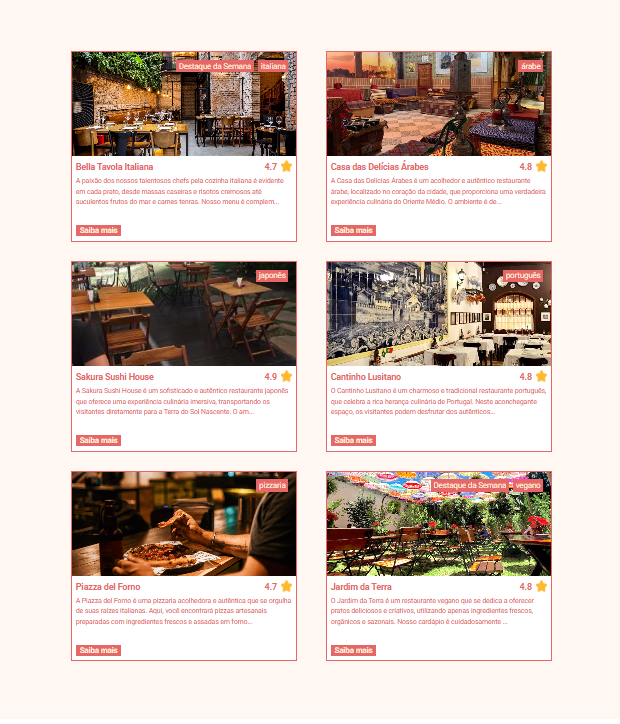 Destaque da Semana italiana
Bella Tavola Italiana 4.7
A paixão dos nossos talentosos chefs pela cozinha italiana é evidente
em cada prato, desde massas caseiras e risotos cremosos até
suculentos frutos do mar e carnes tenras. Nosso menu é complem...
Saiba mais
árabe
Casa das Delícias Árabes 4.8
A Casa das Delícias Árabes é um acolhedor e autêntico restaurante
árabe, localizado no coração da cidade, que proporciona uma verdadeira
experiência culinária do Oriente Médio. O ambiente é de...
Saiba mais
japonês
Sakura Sushi House 4.9
A Sakura Sushi House é um sofisticado e autêntico restaurante japonês
que oferece uma experiência culinária imersiva, transportando os
visitantes diretamente para a Terra do Sol Nascente. O am...
Saiba mais
português
Cantinho Lusitano 4.8
O Cantinho Lusitano é um charmoso e tradicional restaurante português,
que celebra a rica herança culinária de Portugal. Neste aconchegante
espaço, os visitantes podem desfrutar dos autênticos...
Saiba mais
pizzaria
Piazza del Forno 4.7
A Piazza del Forno é uma pizzaria acolhedora e autêntica que se orgulha
de suas raízes italianas. Aqui, você encontrará pizzas artesanais
preparadas com ingredientes frescos e assadas em forno...
Saiba mais
Destaque da Semana vegano
Jardim da Terra 4.8
O Jardim da Terra é um restaurante vegano que se dedica a oferecer
pratos deliciosos e criativos, utilizando apenas ingredientes frescos,
orgânicos e sazonais. Nosso cardápio é cuidadosamente ...
Saiba mais